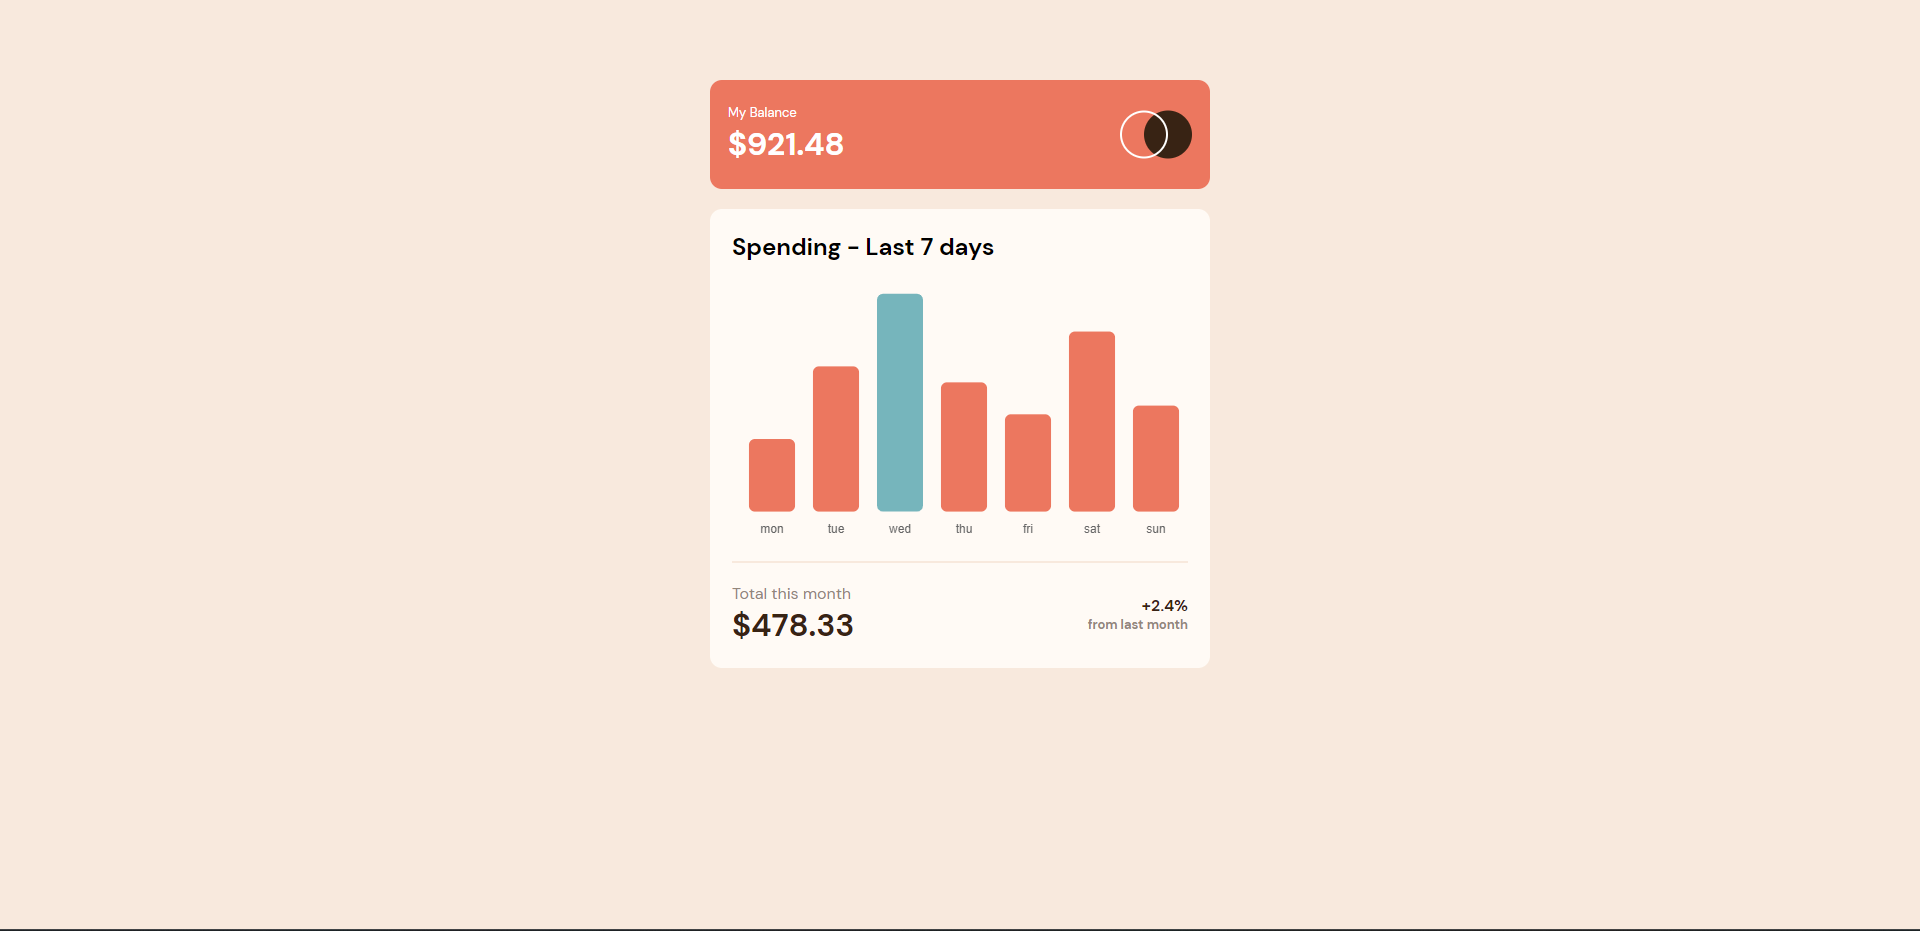 My Balance
$921.48
Spending - Last 7 days
mon tue wed thu fri sat sun
Total this month
$478.33
+2.4%
from last month